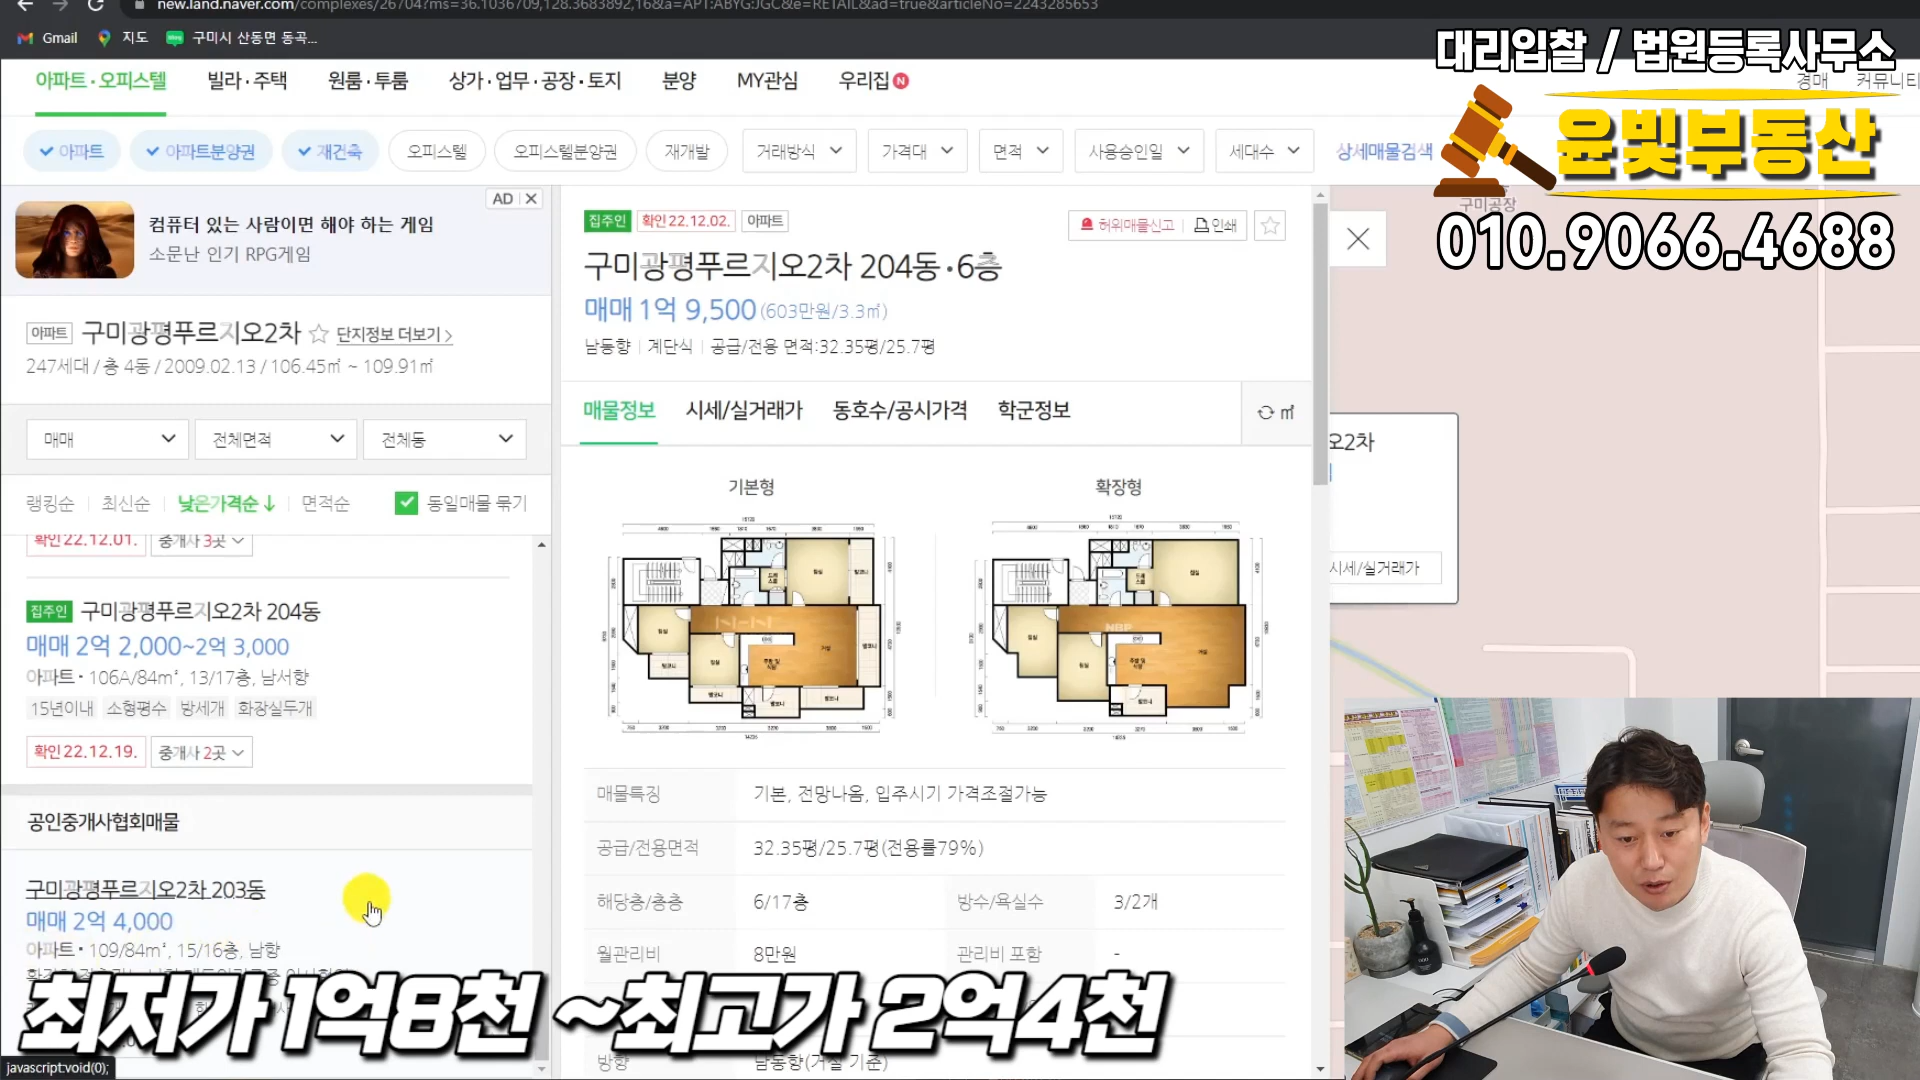 new.land.naver.com/complexes/26704?ms=36.1036709,128.3683892,16&a=APT:ABYG:JGC&e=RETAIL&ad=true&articleNo=2243285653
Gmail 지도 구미시 산동면 동곡...
대리입찰 / 법원등록사무소
윤빛부동산
010.9066.4688
아파트·오피스텔 빌라·주택 원룸·투룸 상가·업무·공장·토지 분양 MY관심 우리집 N 경매 커뮤니티
아파트 아파트분양권 재건축 오피스텔 오피스텔분양권 재개발 거래방식 가격대 면적 사용승인일 세대수 상세매물검색
AD
컴퓨터 있는 사람이면 해야 하는 게임
소문난 인기 RPG게임
아파트 구미광평푸르지오2차 단지정보 더보기
247세대 / 총 4동 / 2009.02.13 / 106.45㎡ ~ 109.91㎡
매매 전체면적 전체동
랭킹순 최신순 낮은가격순↓ 면적순 동일매물 묶기
확인 22.12.01. 중개사 3곳
집주인 구미광평푸르지오2차 204동
매매 2억 2,000~2억 3,000
아파트 · 106A/84m², 13/17층, 남서향
15년이내 소형평수 방세개 화장실두개
확인 22.12.19. 중개사 2곳
공인중개사협회매물
구미광평푸르지오2차 203동
매매 2억 4,000
아파트 · 109/84m², 15/16층, 남향
집주인 확인 22.12.02. 아파트
허위매물신고 인쇄
구미광평푸르지오2차 204동 · 6층
매매 1억 9,500 (603만원/3.3㎡)
남동향 계단식 공급/전용 면적:32.35평/25.7평
매물정보 시세/실거래가 동호수/공시가격 학군정보 ㎡
기본형 확장형
매물특징 기본, 전망나옴, 입주시기 가격조절가능
공급/전용면적 32.35평/25.7평(전용률79%)
해당층/총층 6/17층 방수/욕실수 3/2개
월관리비 8만원 관리비 포함 -
방향 남동향(거실 기준)
구미공장
오2차
시세/실거래가
최저가 1억8천 ~최고가 2억4천
javascript:void(0);